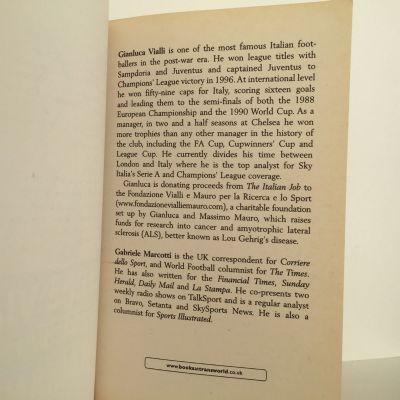 Gianluca Vialli is one of the most famous Italian foot-
ballers in the post-war era. He won league titles with
Sampdoria and Juventus and captained Juventus to
Champions' League victory in 1996. At international level
he won fifty-nine caps for Italy, scoring sixteen goals
and leading them to the semi-finals of both the 1988
European Championship and the 1990 World Cup. As a
manager, in two and a half seasons at Chelsea he won
more trophies than any other manager in the history of
the club, including the FA Cup, Cupwinners' Cup and
League Cup. He currently divides his time between
London and Italy where he is the top analyst for Sky
Italia's Serie A and Champions' League coverage.
Gianluca is donating proceeds from The Italian Job to
the Fondazione Vialli e Mauro per la Ricerca e lo Sport
(www.fondazionevialliemauro.com), a charitable foundation
set up by Gianluca and Massimo Mauro, which raises
funds for research into cancer and amyotrophic lateral
sclerosis (ALS), better known as Lou Gehrig's disease.
Gabriele Marcotti is the UK correspondent for Corriere
dello Sport, and World Football columnist for The Times.
He has also written for the Financial Times, Sunday
Herald, Daily Mail and La Stampa. He co-presents two
weekly radio shows on TalkSport and is a regular analyst
on Bravo, Setanta and SkySports News. He is also a
columnist for Sports Illustrated.
www.booksattransworld.co.uk